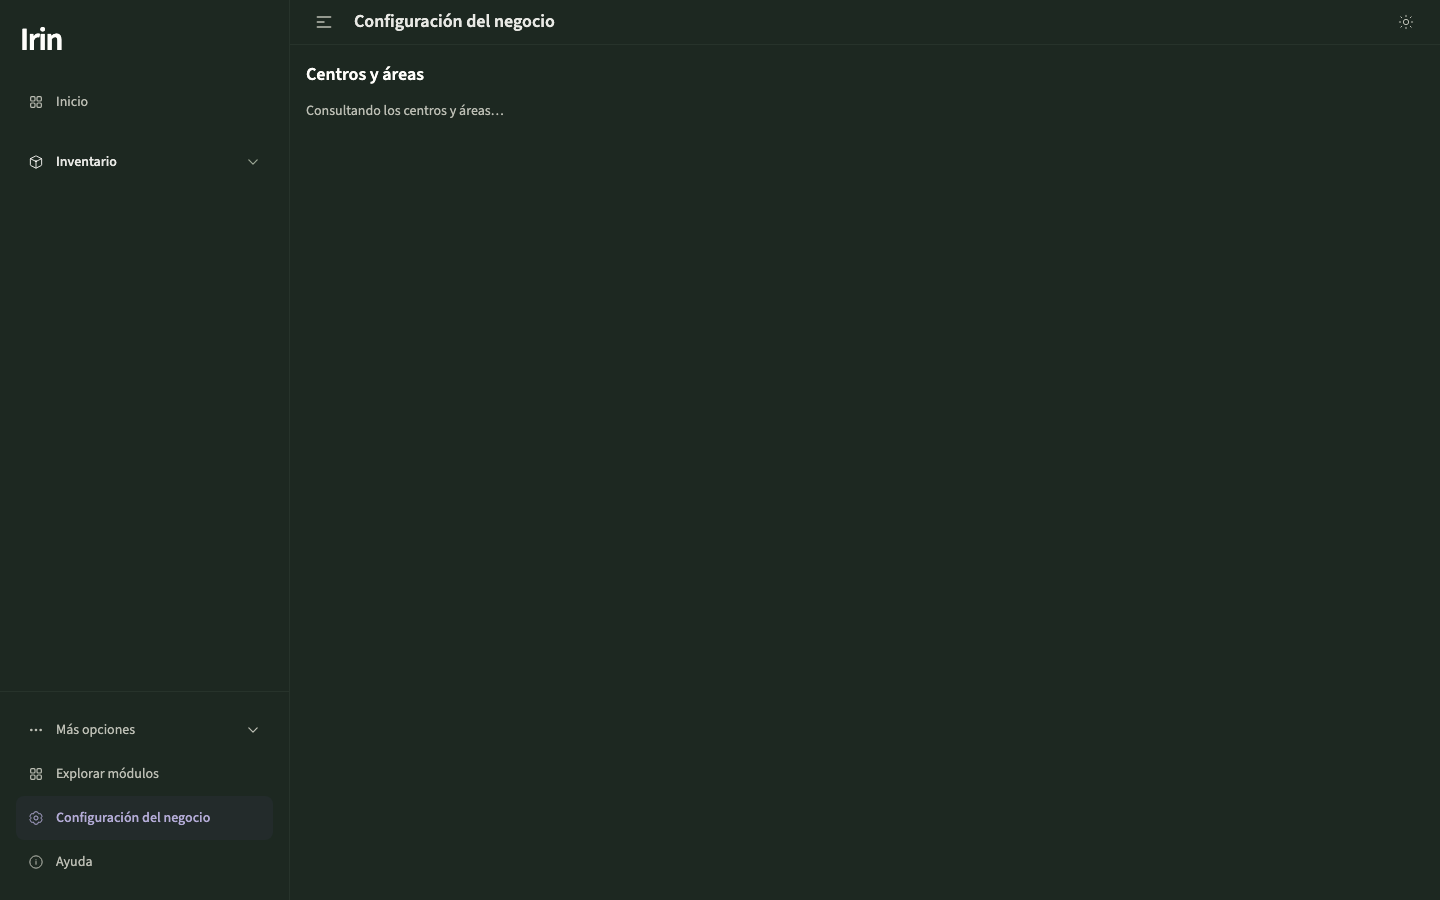 Irin
Inicio
Inventario
Más opciones
Explorar módulos
Configuración del negocio
Ayuda
Configuración del negocio
Centros y áreas
Consultando los centros y áreas…